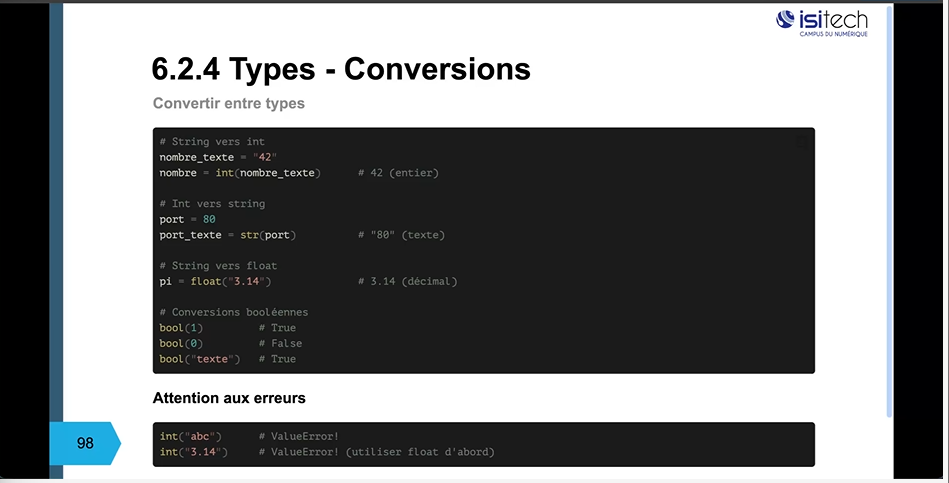 isitech
CAMPUS DU NUMÉRIQUE
6.2.4 Types - Conversions
Convertir entre types
# String vers int
nombre_texte = "42"
nombre = int(nombre_texte)      # 42 (entier)
# Int vers string
port = 80
port_texte = str(port)          # "80" (texte)
# String vers float
pi = float("3.14")              # 3.14 (décimal)
# Conversions booléennes
bool(1)         # True
bool(0)         # False
bool("texte")   # True
Attention aux erreurs
int("abc")      # ValueError!
int("3.14")     # ValueError! (utiliser float d'abord)
98